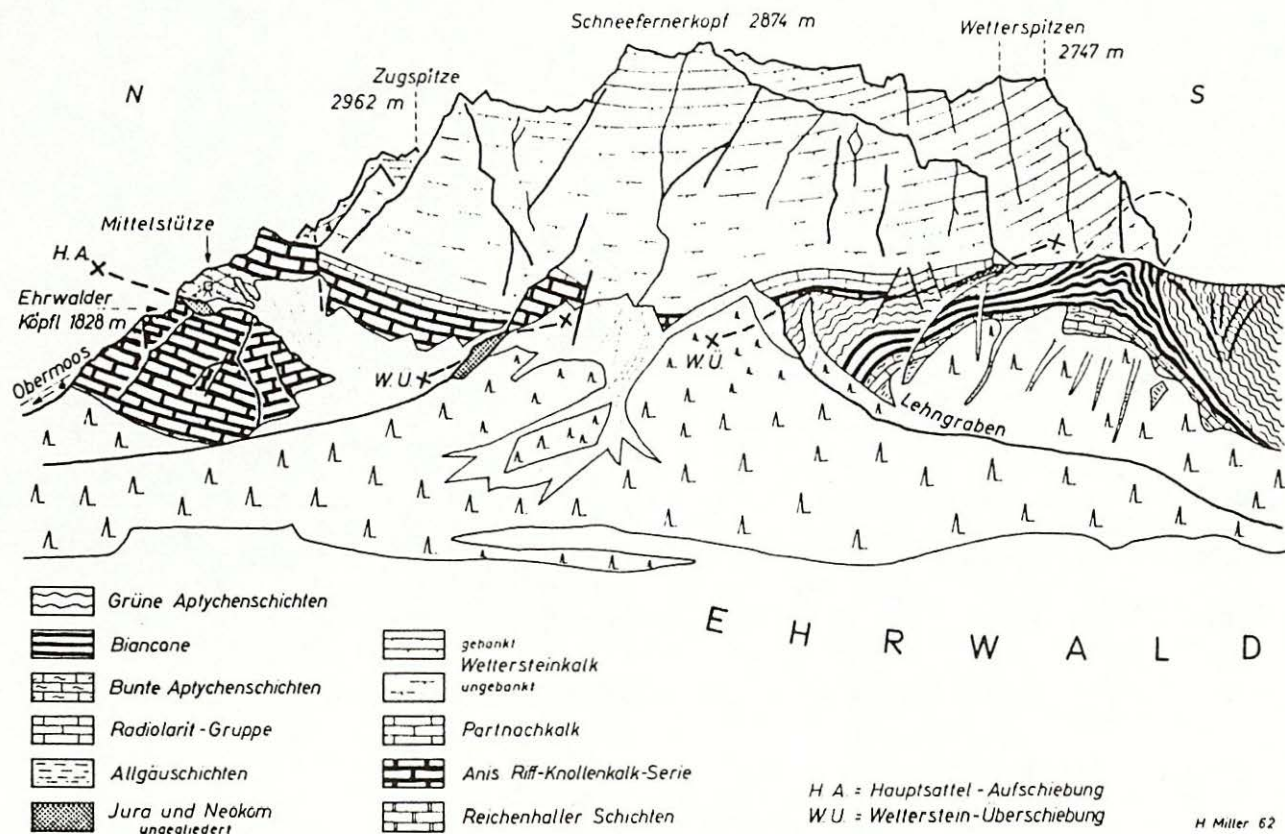 Schneefernerkopf 2874 m
Wetterspitzen
2747 m
Zugspitze
2962 m
N
S
Mittelstütze
H.A.
Ehrwalder
Köpfl 1828 m
Obermoos
W.Ü.
W.Ü.
Lehngraben
EHRWALD
Grüne Aptychenschichten
Biancone
Bunte Aptychenschichten
Radiolarit-Gruppe
Allgäuschichten
Jura und Neokom
ungegliedert
gebankt
Wettersteinkalk
ungebankt
Partnachkalk
Anis Riff-Knollenkalk-Serie
Reichenhaller Schichten
H.A. = Hauptsattel-Aufschiebung
W.Ü. = Wetterstein-Überschiebung
H Miller 62